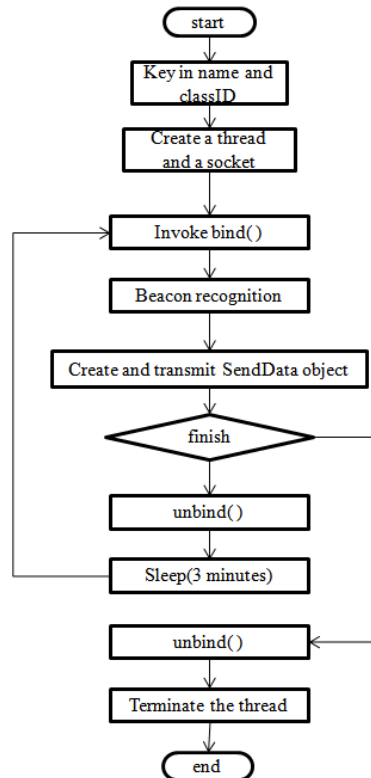 start
Key in name and
classID
Create a thread
and a socket
Invoke bind( )
Beacon recognition
Create and transmit SendData object
finish
unbind( )
Sleep(3 minutes)
unbind( )
Terminate the thread
end